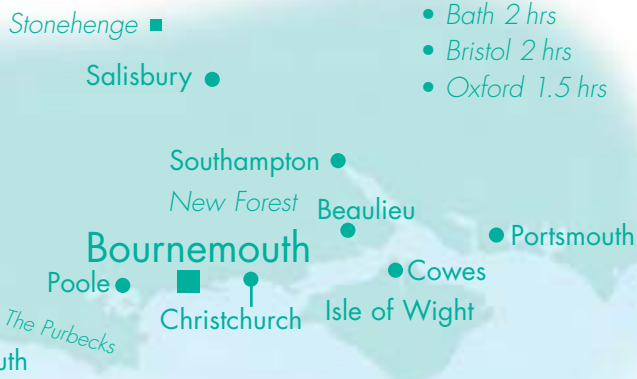 Stonehenge
• Bath 2 hrs
• Bristol 2 hrs
• Oxford 1.5 hrs
Salisbury
Southampton
New Forest
Beaulieu
Bournemouth
Portsmouth
Poole
Cowes
Christchurch
Isle of Wight
The Purbecks
uth